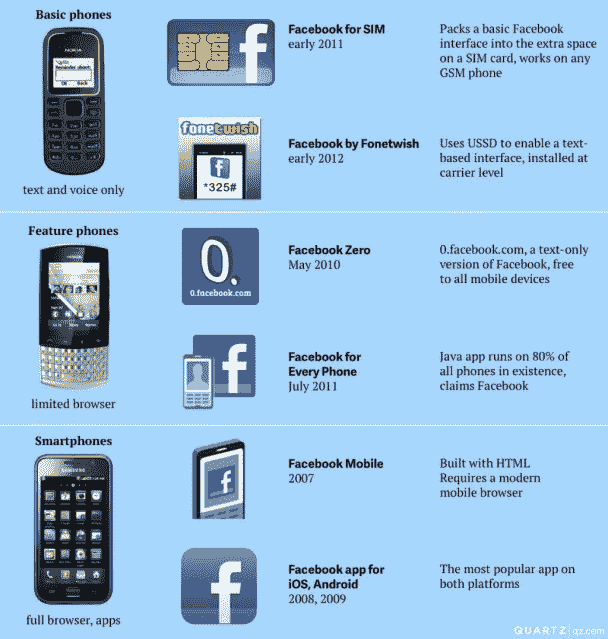 Basic phones
NOKIA
Reminder about:
text and voice only
Facebook for SIM
early 2011
Packs a basic Facebook
interface into the extra space
on a SIM card, works on any
GSM phone
fonetwish
*325#
Facebook by Fonetwish
early 2012
Uses USSD to enable a text-
based interface, installed at
carrier level
Feature phones
limited browser
0.
0.facebook.com
Facebook Zero
May 2010
0.facebook.com, a text-only
version of Facebook, free
to all mobile devices
f
Facebook for
Every Phone
July 2011
Java app runs on 80% of
all phones in existence,
claims Facebook
Smartphones
SAMSUNG
full browser, apps
f
Facebook Mobile
2007
Built with HTML
Requires a modern
mobile browser
f
Facebook app for
iOS, Android
2008, 2009
The most popular app on
both platforms
QUARTZ | qz.com